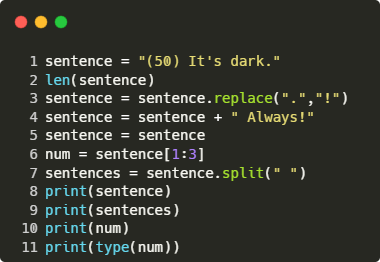 1 sentence = "(50) It's dark."
2 len(sentence)
3 sentence = sentence.replace(".","!")
4 sentence = sentence + " Always!"
5 sentence = sentence
6 num = sentence[1:3]
7 sentences = sentence.split(" ")
8 print(sentence)
9 print(sentences)
10 print(num)
11 print(type(num))